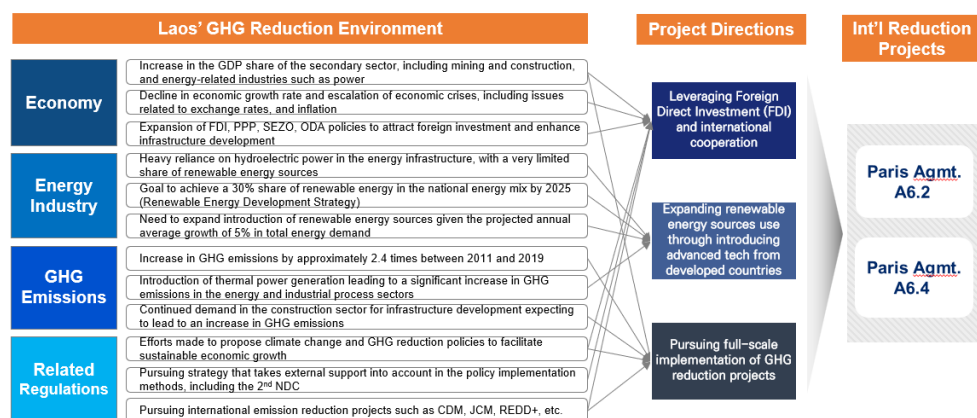 Laos' GHG Reduction Environment
Project Directions
Int'l Reduction
Projects
Economy
Increase in the GDP share of the secondary sector, including mining and construction,
and energy-related industries such as power
Decline in economic growth rate and escalation of economic crises, including issues
related to exchange rates, and inflation
Expansion of FDI, PPP, SEZO, ODA policies to attract foreign investment and enhance
infrastructure development
Energy
Industry
Heavy reliance on hydroelectric power in the energy infrastructure, with a very limited
share of renewable energy sources
Goal to achieve a 30% share of renewable energy in the national energy mix by 2025
(Renewable Energy Development Strategy)
Need to expand introduction of renewable energy sources given the projected annual
average growth of 5% in total energy demand
GHG
Emissions
Increase in GHG emissions by approximately 2.4 times between 2011 and 2019
Introduction of thermal power generation leading to a significant increase in GHG
emissions in the energy and industrial process sectors
Continued demand in the construction sector for infrastructure development expecting
to lead to an increase in GHG emissions
Related
Regulations
Efforts made to propose climate change and GHG reduction policies to facilitate
sustainable economic growth
Pursuing strategy that takes external support into account in the policy implementation
methods, including the 2nd NDC
Pursuing international emission reduction projects such as CDM, JCM, REDD+, etc.
Leveraging Foreign
Direct Investment (FDI)
and international
cooperation
Expanding renewable
energy sources use
through introducing
advanced tech from
developed countries
Pursuing full-scale
implementation of GHG
reduction projects
Paris Agmt.
A6.2
Paris Agmt.
A6.4